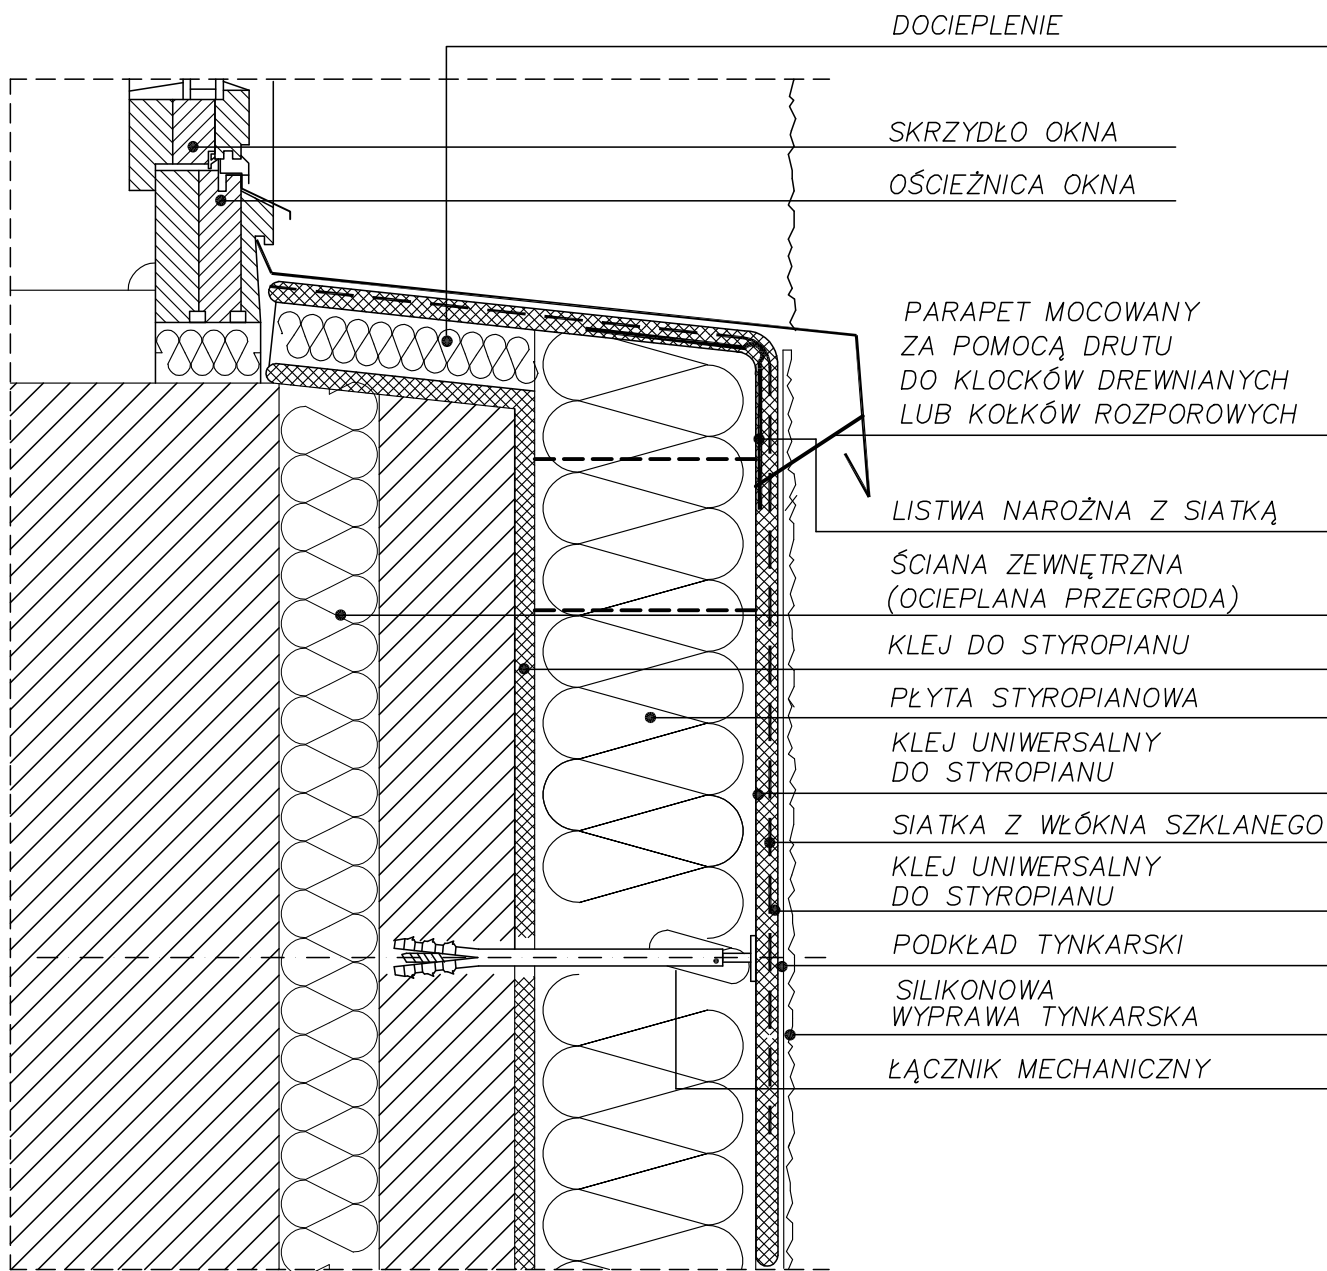 DOCIEPLENIE
SKRZYDŁO OKNA
OŚCIEŻNICA OKNA
PARAPET MOCOWANY
ZA POMOCĄ DRUTU
DO KLOCKÓW DREWNIANYCH
LUB KOŁKÓW ROZPOROWYCH
LISTWA NAROŻNA Z SIATKĄ
ŚCIANA ZEWNĘTRZNA
(OCIEPLANA PRZEGRODA)
KLEJ DO STYROPIANU
PŁYTA STYROPIANOWA
KLEJ UNIWERSALNY
DO STYROPIANU
SIATKA Z WŁÓKNA SZKLANEGO
KLEJ UNIWERSALNY
DO STYROPIANU
PODKŁAD TYNKARSKI
SILIKONOWA
WYPRAWA TYNKARSKA
ŁĄCZNIK MECHANICZNY